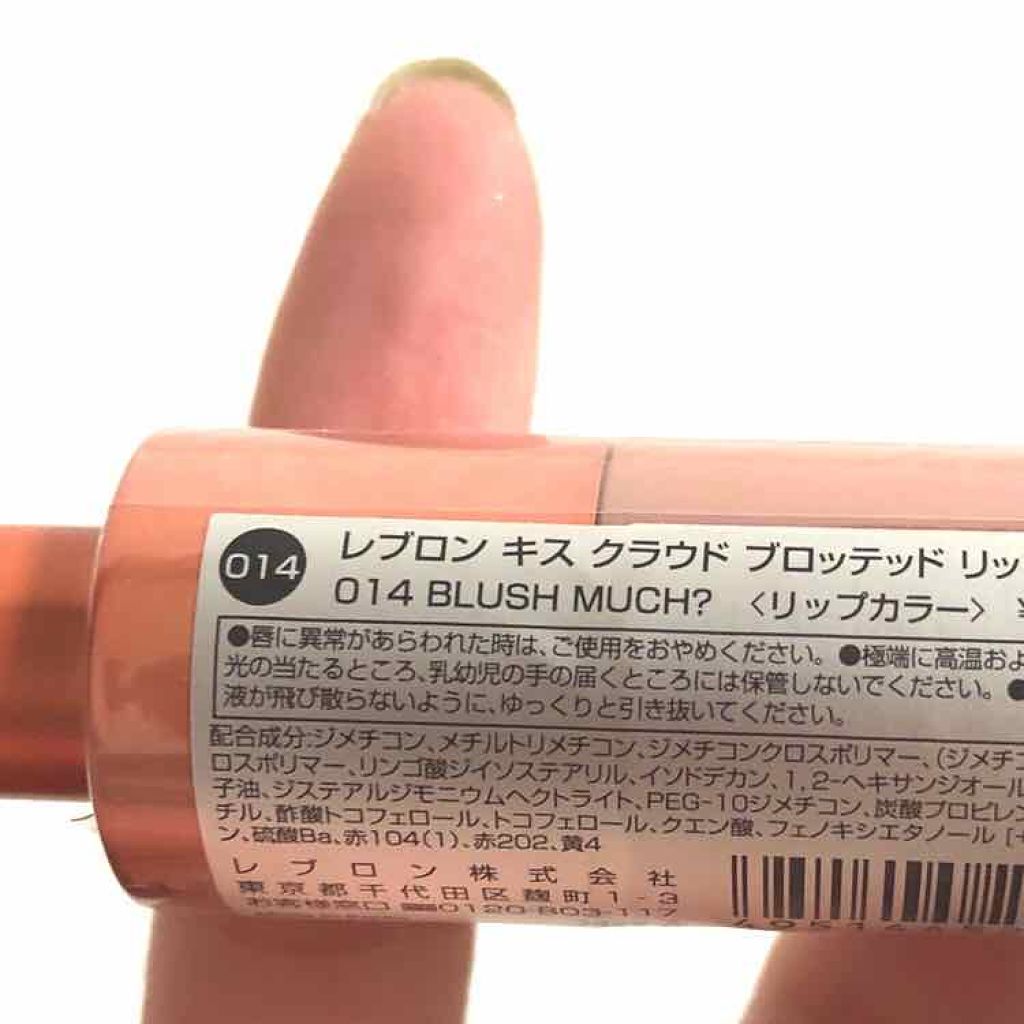 014
レブロン キス クラウド ブロッテッド リッ
014 BLUSH MUCH? 〈リップカラー〉 ¥
●唇に異常があらわれた時は、ご使用をおやめください。●極端に高温およ
光の当たるところ、乳幼児の手の届くところには保管しないでください。●
液が飛び散らないように、ゆっくりと引き抜いてください。
配合成分:ジメチコン、メチルトリメチコン、ジメチコンクロスポリマー、(ジメチコ
ロスポリマー、リンゴ酸ジイソステアリル、イソドデカン、1,2-ヘキサンジオール
子油、ジステアルジモニウムヘクトライト、PEG-10ジメチコン、炭酸プロピレン
チル、酢酸トコフェロール、トコフェロール、クエン酸、フェノキシエタノール [+
ン、硫酸Ba、赤104(1)、赤202、黄4
レブロン株式会社
東京都千代田区麹町1-3
お客様窓口 0120-803-117